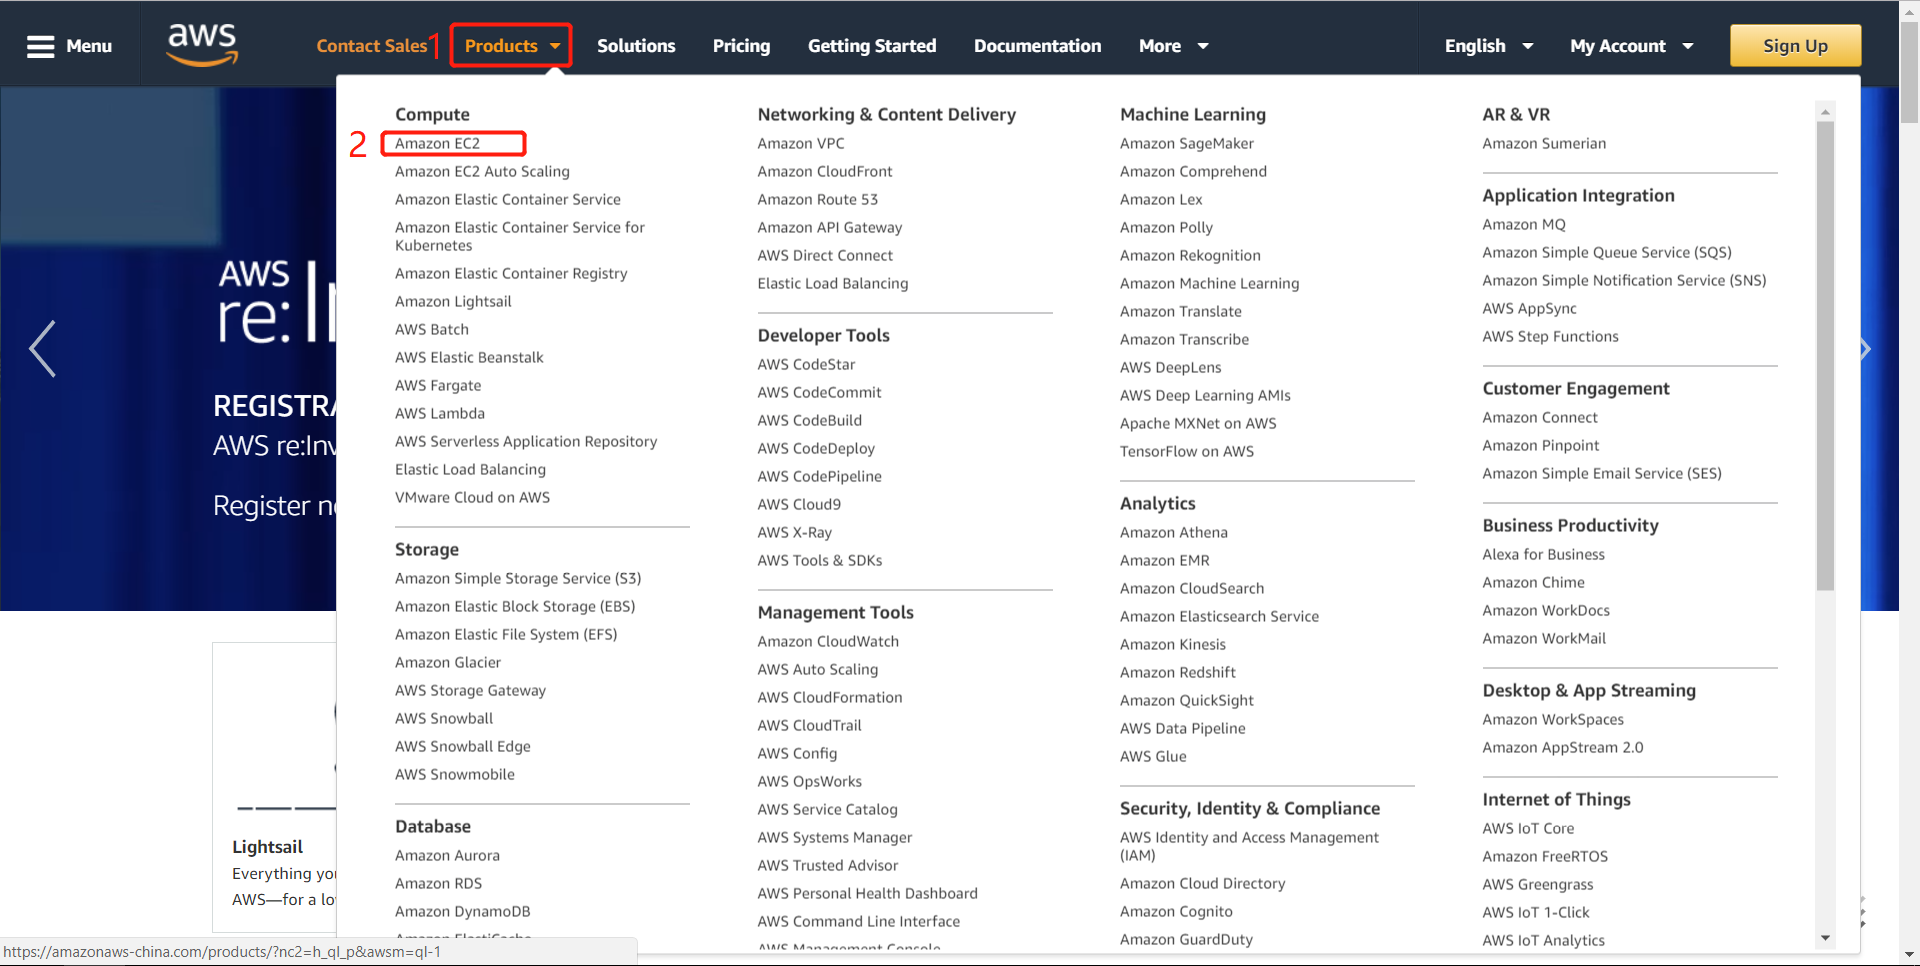 Menu
aws
Contact Sales
1
Products
Solutions
Pricing
Getting Started
Documentation
More
English
My Account
Sign Up
Compute
2
Amazon EC2
Amazon EC2 Auto Scaling
Amazon Elastic Container Service
Amazon Elastic Container Service for
Kubernetes
Amazon Elastic Container Registry
Amazon Lightsail
AWS Batch
AWS Elastic Beanstalk
AWS Fargate
AWS Lambda
AWS Serverless Application Repository
Elastic Load Balancing
VMware Cloud on AWS
Storage
Amazon Simple Storage Service (S3)
Amazon Elastic Block Storage (EBS)
Amazon Elastic File System (EFS)
Amazon Glacier
AWS Storage Gateway
AWS Snowball
AWS Snowball Edge
AWS Snowmobile
Database
Amazon Aurora
Amazon RDS
Amazon DynamoDB
Networking & Content Delivery
Amazon VPC
Amazon CloudFront
Amazon Route 53
Amazon API Gateway
AWS Direct Connect
Elastic Load Balancing
Developer Tools
AWS CodeStar
AWS CodeCommit
AWS CodeBuild
AWS CodeDeploy
AWS CodePipeline
AWS Cloud9
AWS X-Ray
AWS Tools & SDKs
Management Tools
Amazon CloudWatch
AWS Auto Scaling
AWS CloudFormation
AWS CloudTrail
AWS Config
AWS OpsWorks
AWS Service Catalog
AWS Systems Manager
AWS Trusted Advisor
AWS Personal Health Dashboard
AWS Command Line Interface
AWS Management Console
Machine Learning
Amazon SageMaker
Amazon Comprehend
Amazon Lex
Amazon Polly
Amazon Rekognition
Amazon Machine Learning
Amazon Translate
Amazon Transcribe
AWS DeepLens
AWS Deep Learning AMIs
Apache MXNet on AWS
TensorFlow on AWS
Analytics
Amazon Athena
Amazon EMR
Amazon CloudSearch
Amazon Elasticsearch Service
Amazon Kinesis
Amazon Redshift
Amazon QuickSight
AWS Data Pipeline
AWS Glue
Security, Identity & Compliance
AWS Identity and Access Management
(IAM)
Amazon Cloud Directory
Amazon Cognito
Amazon GuardDuty
AR & VR
Amazon Sumerian
Application Integration
Amazon MQ
Amazon Simple Queue Service (SQS)
Amazon Simple Notification Service (SNS)
AWS AppSync
AWS Step Functions
Customer Engagement
Amazon Connect
Amazon Pinpoint
Amazon Simple Email Service (SES)
Business Productivity
Alexa for Business
Amazon Chime
Amazon WorkDocs
Amazon WorkMail
Desktop & App Streaming
Amazon WorkSpaces
Amazon AppStream 2.0
Internet of Things
AWS IoT Core
Amazon FreeRTOS
AWS Greengrass
AWS IoT 1-Click
AWS IoT Analytics
AWS
re:I
REGISTRA
AWS re:Inv
Register n
Lightsail
Everything yo
AWS—for a lo
https://amazonaws-china.com/products/?nc2=h_ql_p&awsm=ql-1